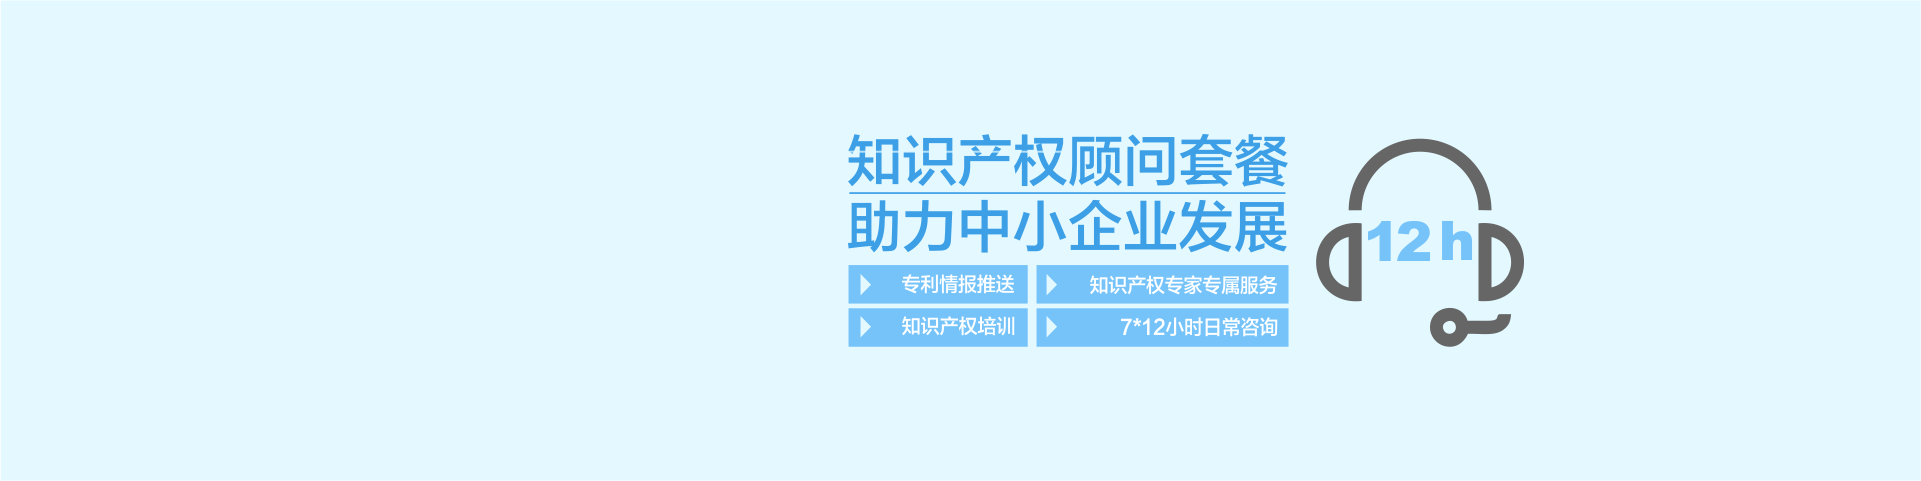 知识产权顾问套餐
助力中小企业发展
12 h
专利情报推送
知识产权专家专属服务
知识产权培训
7*12小时日常咨询